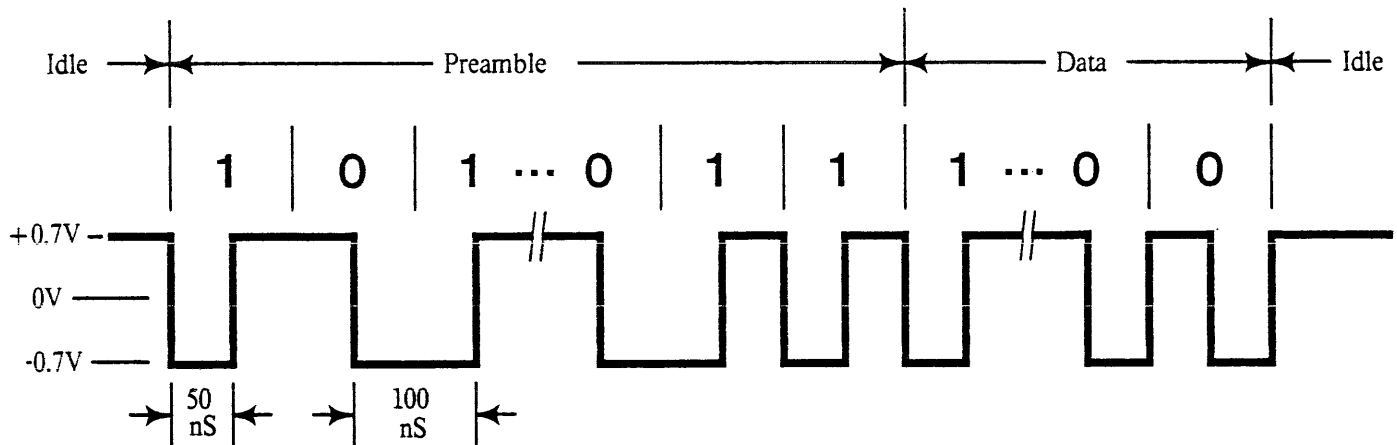 Idle Preamble Data Idle
1 0 1 ... 0 1 1 1 ... 0 0
+0.7V
0V
-0.7V
50 100
nS nS